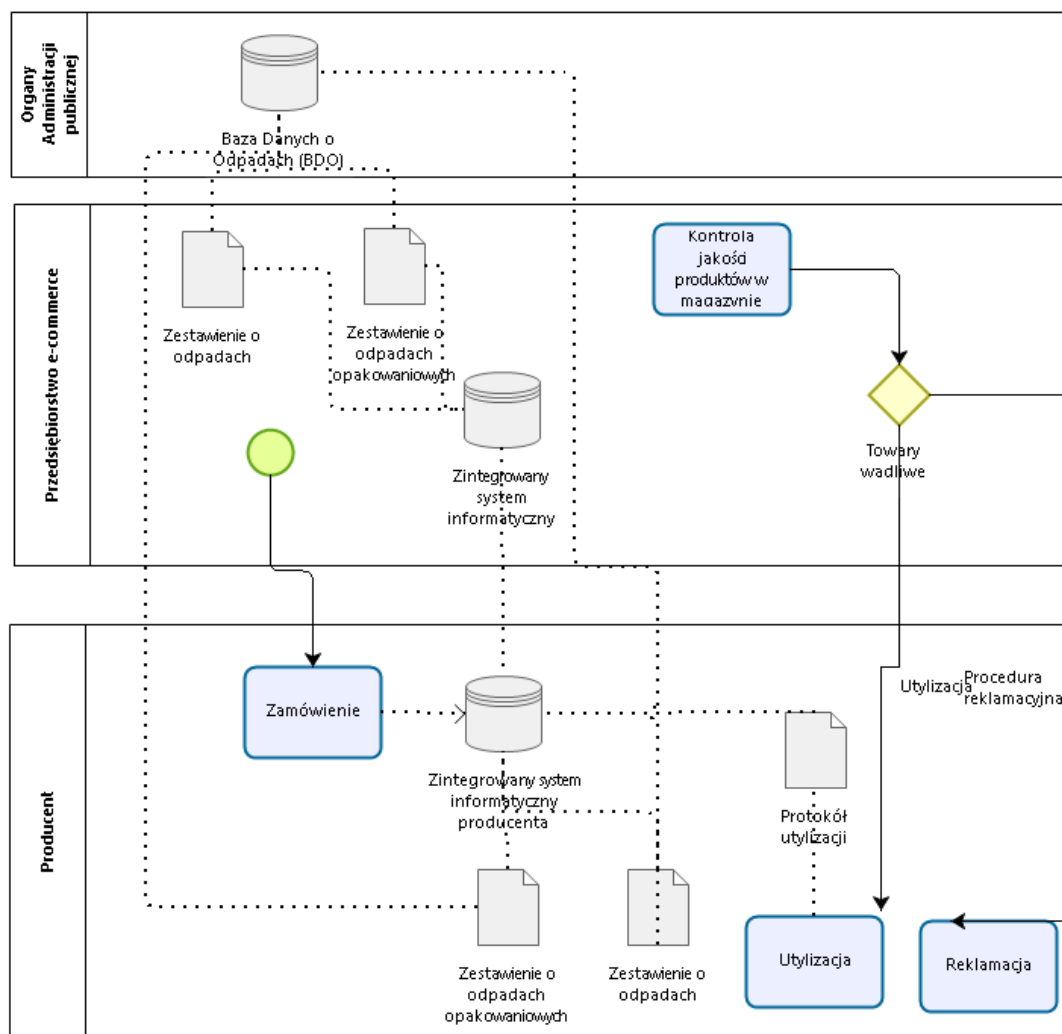 Organy
Administracji
publicznej
Baza Danych o
Odpadach (BDO)
Przedsiębiorstwo e-commerce
Zestawienie o
odpadach
Zestawienie o
odpadach
opakowaniowych
Kontrola
jakości
produktów w
magazynie
Towary
wadliwe
Zintegrowany
system
informatyczny
Producent
Zamówienie
Zintegrowany system
informatyczny
producenta
Utylizacja
Procedura
reklamacyjna
Protokół
utylizacji
Zestawienie o
odpadach
opakowaniowych
Zestawienie o
odpadach
Utylizacja
Reklamacja